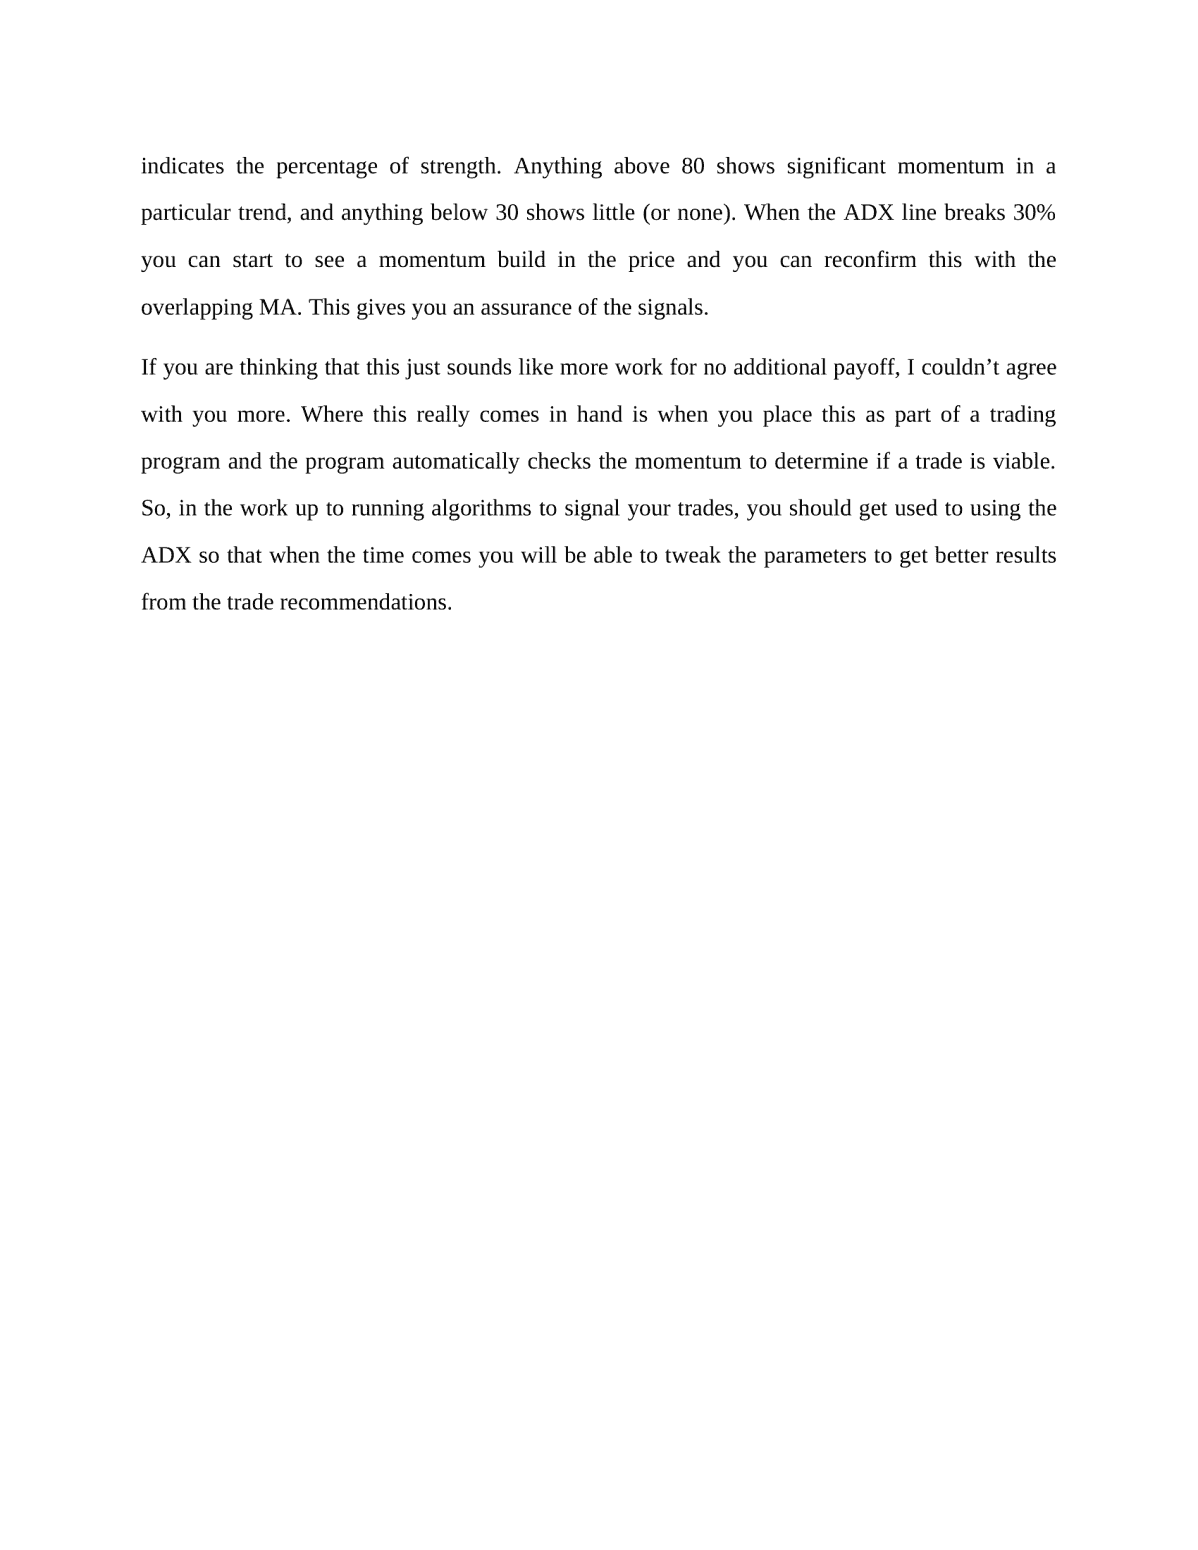 indicates the percentage of strength. Anything above 80 shows significant momentum in a
particular trend, and anything below 30 shows little (or none). When the ADX line breaks 30%
you can start to see a momentum build in the price and you can reconfirm this with the
overlapping MA. This gives you an assurance of the signals.
If you are thinking that this just sounds like more work for no additional payoff, I couldn’t agree
with you more. Where this really comes in hand is when you place this as part of a trading
program and the program automatically checks the momentum to determine if a trade is viable.
So, in the work up to running algorithms to signal your trades, you should get used to using the
ADX so that when the time comes you will be able to tweak the parameters to get better results
from the trade recommendations.